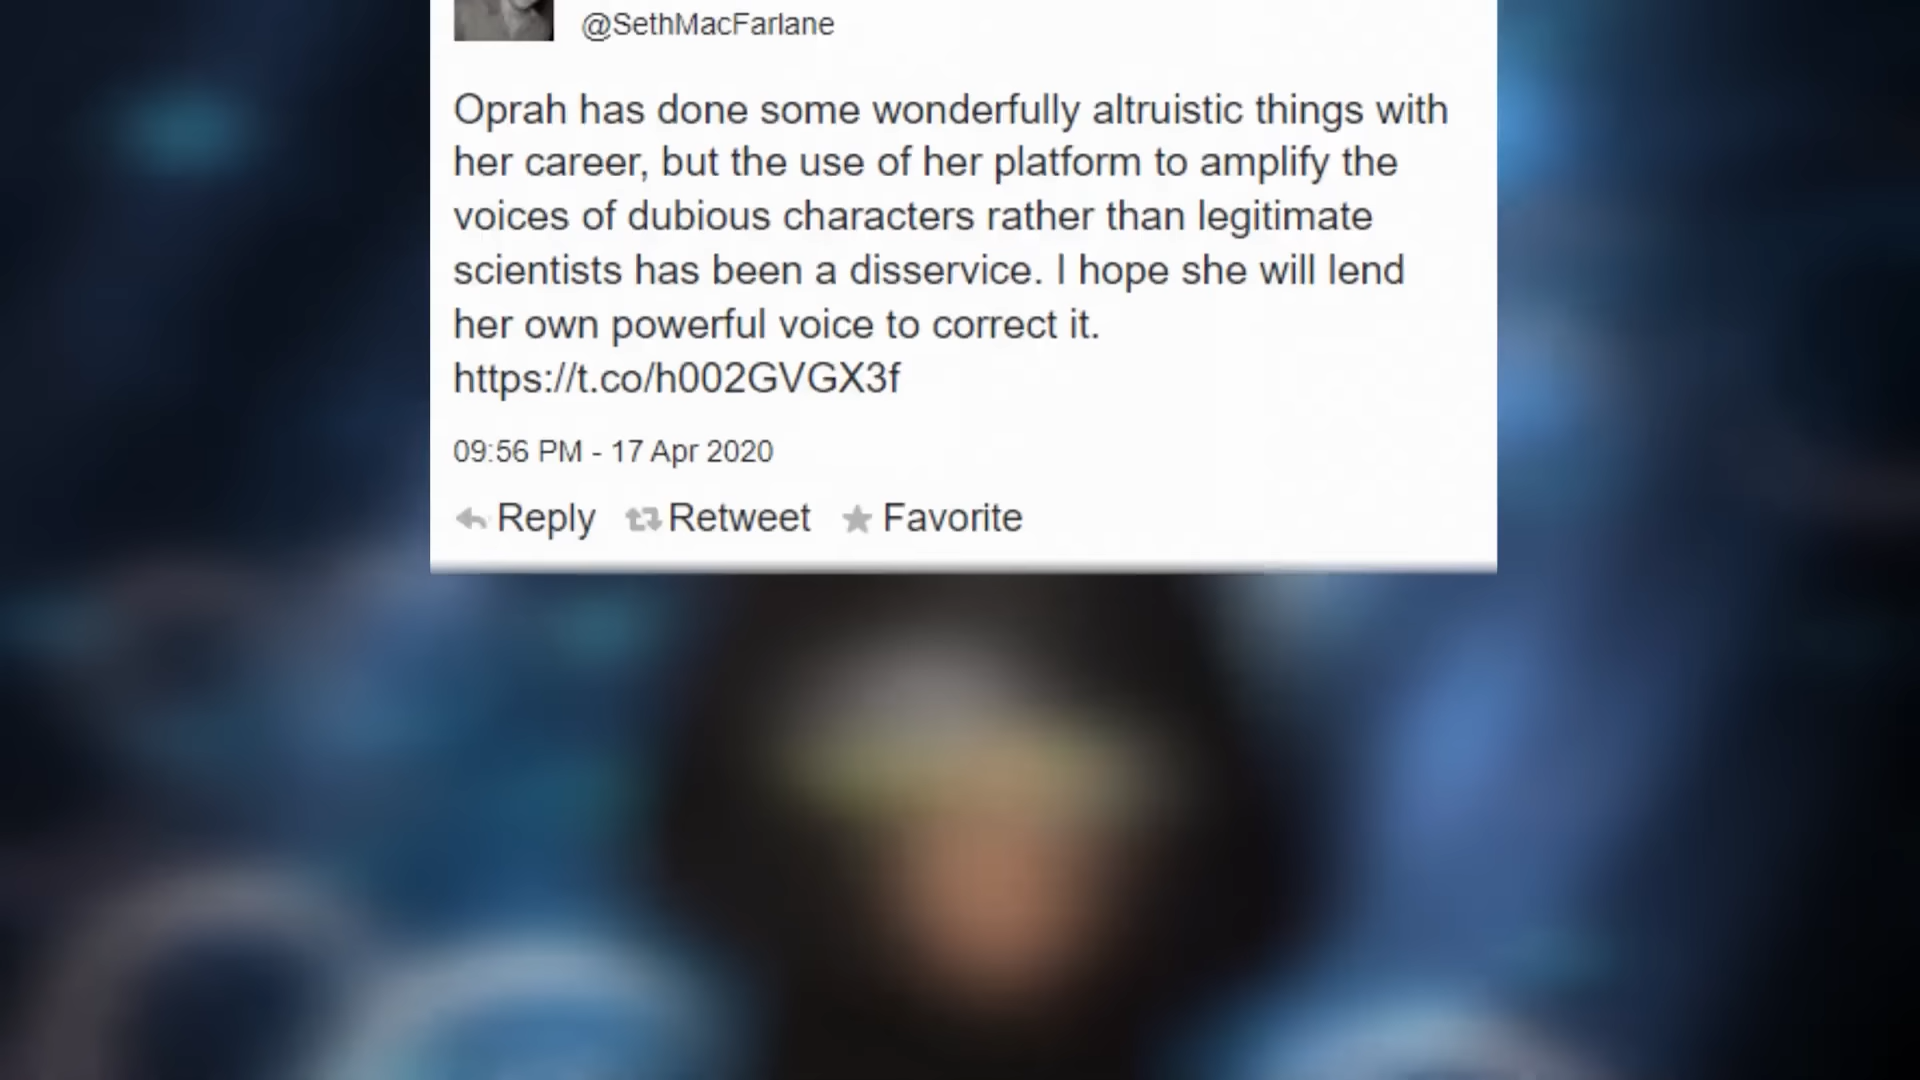 @SethMacFarlane
Oprah has done some wonderfully altruistic things with
her career, but the use of her platform to amplify the
voices of dubious characters rather than legitimate
scientists has been a disservice. I hope she will lend
her own powerful voice to correct it.
https://t.co/h002GVGX3f
09:56 PM - 17 Apr 2020
Reply Retweet Favorite